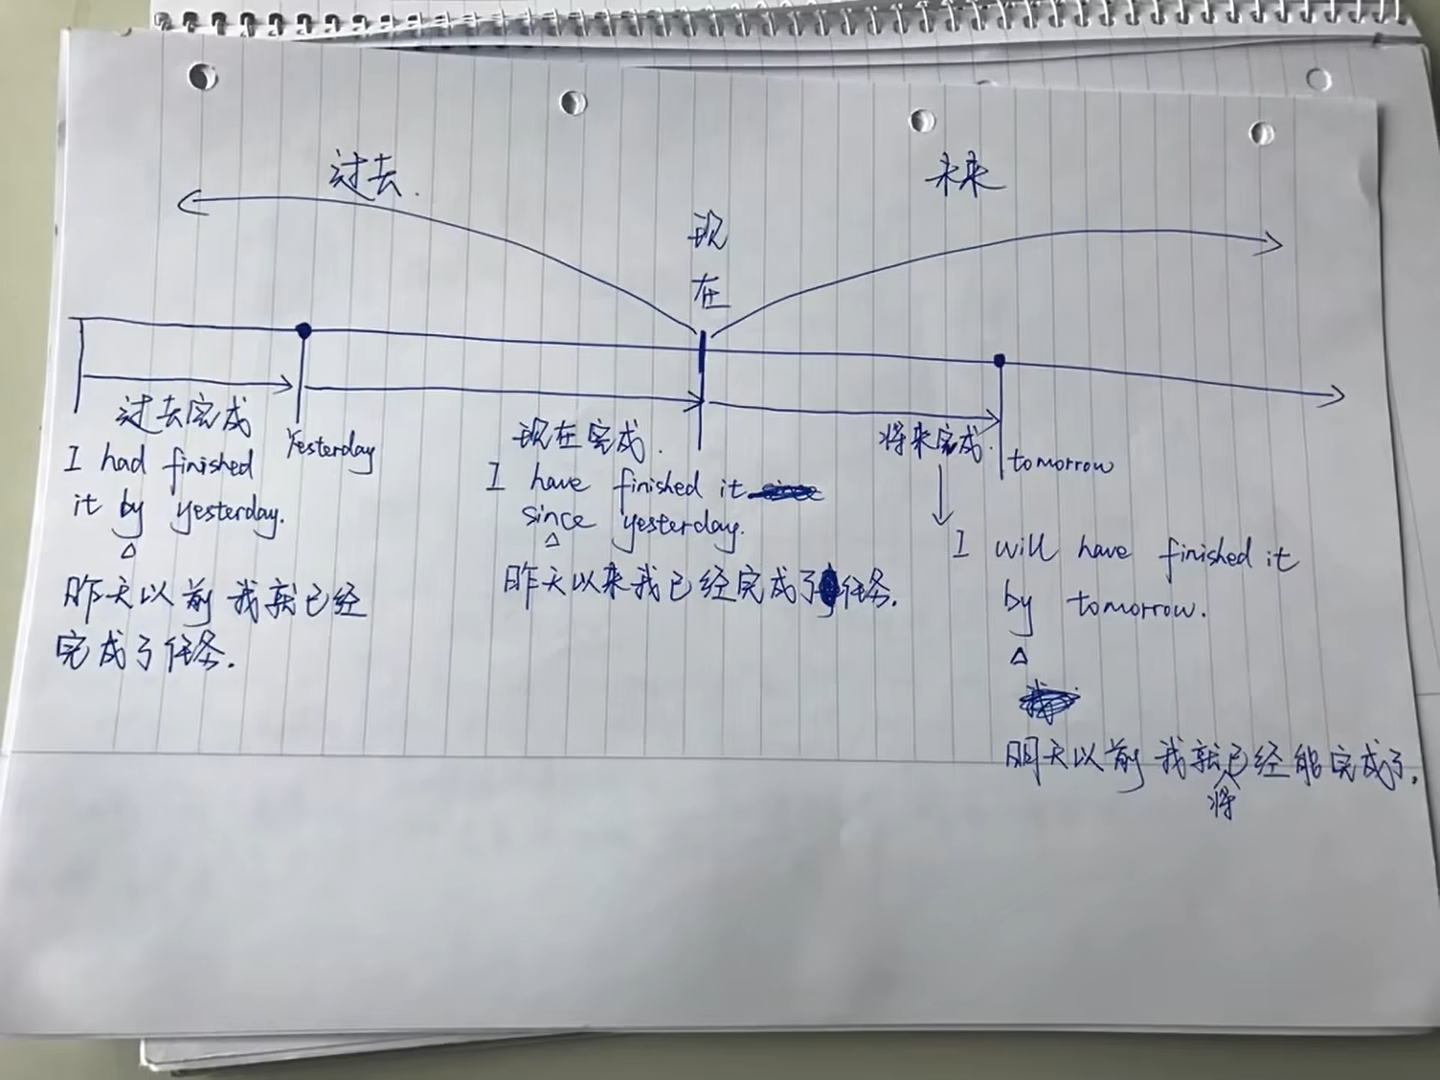 过去.
未来
现
在
过去完成
Yesterday
I had finished
it by yesterday.
昨天以前我就已经
完成了任务.
现在完成.
I have finished it
since yesterday.
昨天以来我已经完成了任务.
将来完成.
tomorrow
I will have finished it
by tomorrow.
明天以前我就已经能完成了.
将